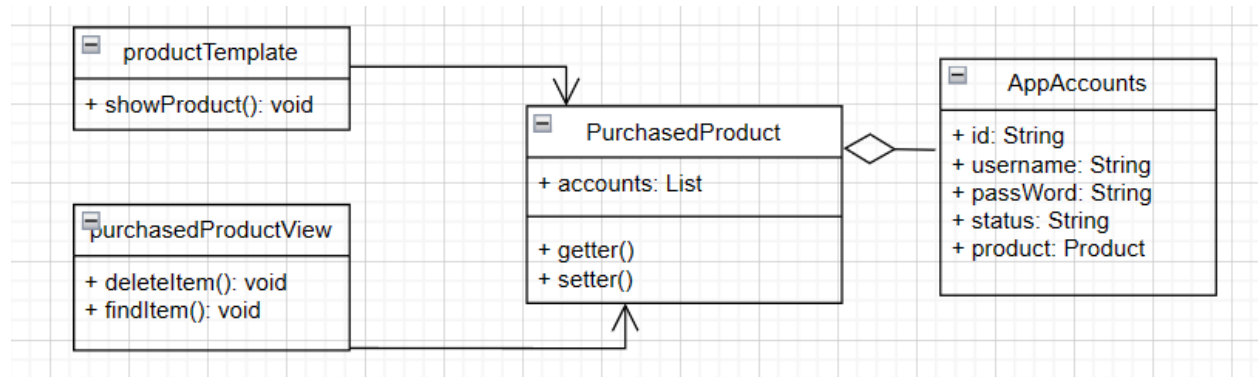 productTemplate
+ showProduct(): void
purchasedProductView
+ deleteItem(): void
+ findItem(): void
PurchasedProduct
+ accounts: List
+ getter()
+ setter()
AppAccounts
+ id: String
+ username: String
+ passWord: String
+ status: String
+ product: Product